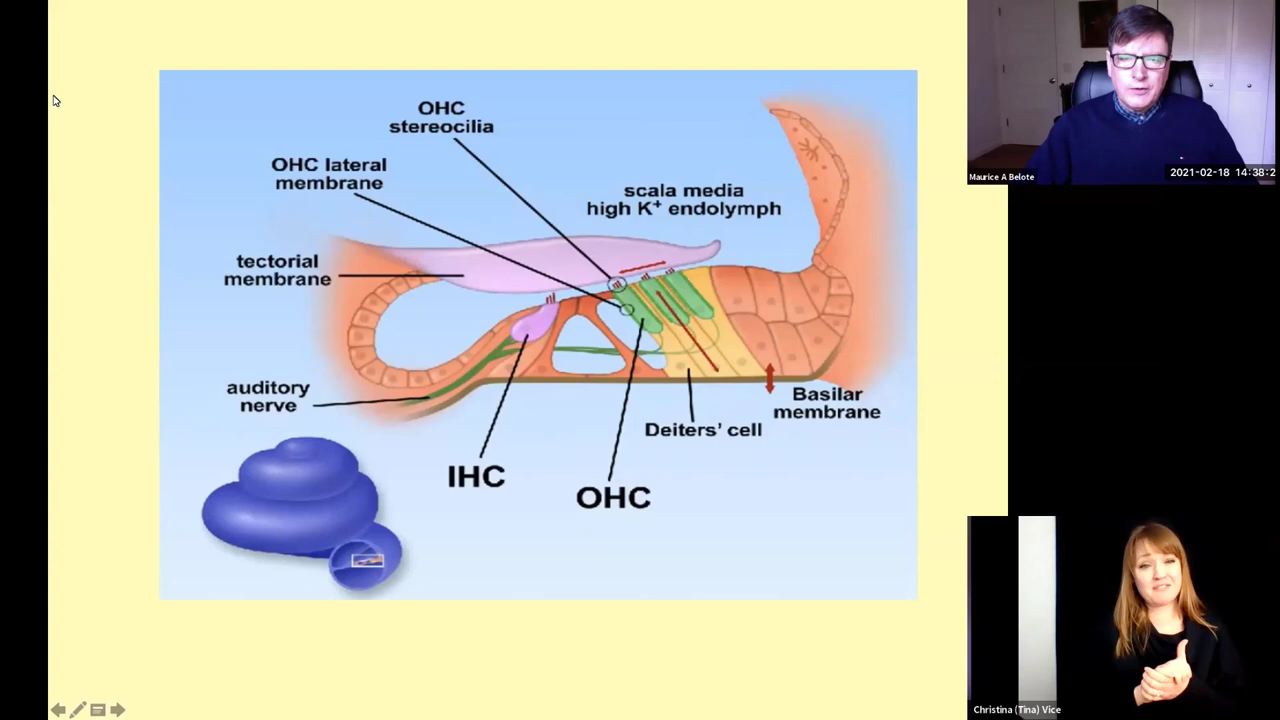 OHC
stereocilia
OHC lateral
membrane
scala media
high K⁺ endolymph
tectorial
membrane
auditory
nerve
Basilar
membrane
Deiters' cell
IHC
OHC
Maurice A Belote
2021-02-18 14:38:2
Christina (Tina) Vice